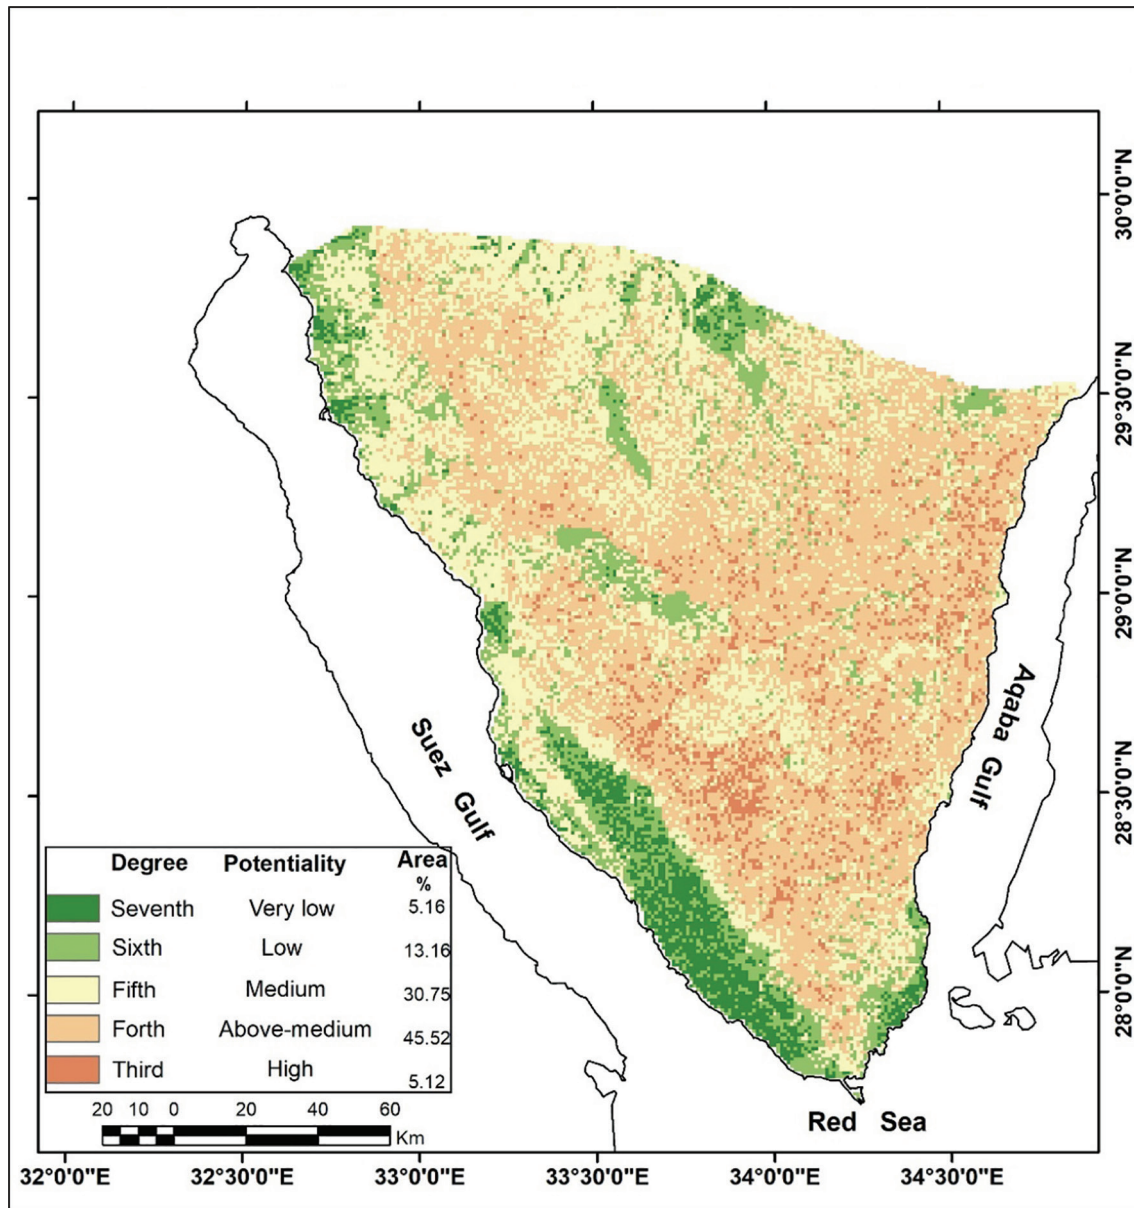 30°0.0'N
29°30.0'N
29°0.0'N
28°30.0'N
28°0.0'N
Suez Gulf
Aqaba Gulf
Red Sea
Degree Potentiality Area
%
Seventh Very low 5.16
Sixth Low 13.16
Fifth Medium 30.75
Forth Above-medium 45.52
Third High 5.12
20 10 0 20 40 60
Km
32°0'0"E 32°30'0"E 33°0'0"E 33°30'0"E 34°0'0"E 34°30'0"E